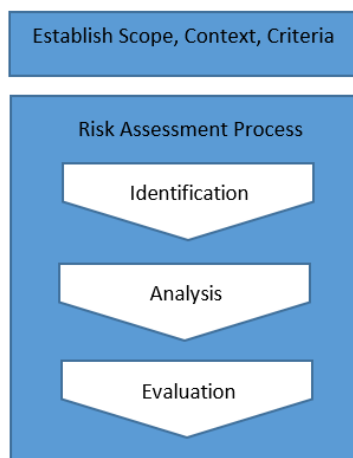 Establish Scope, Context, Criteria
Risk Assessment Process
Identification
Analysis
Evaluation